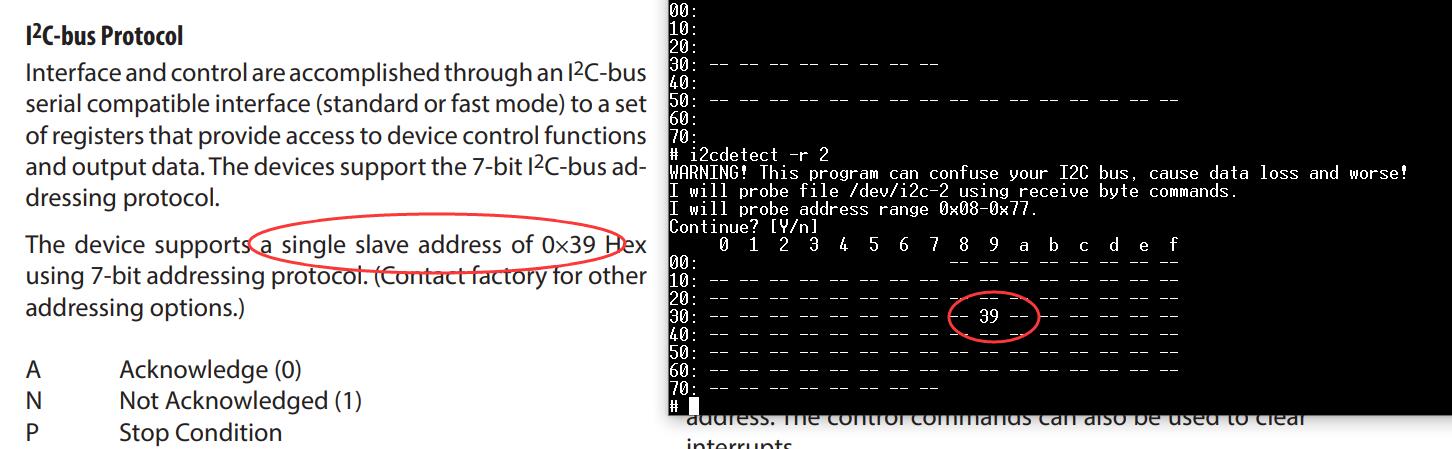 I²C-bus Protocol
Interface and control are accomplished through an I²C-bus
serial compatible interface (standard or fast mode) to a set
of registers that provide access to device control functions
and output data. The devices support the 7-bit I²C-bus ad-
dressing protocol.
The device supports a single slave address of 0×39 Hex
using 7-bit addressing protocol. (Contact factory for other
addressing options.)
A Acknowledge (0)
N Not Acknowledged (1)
P Stop Condition
00:
10:
20:
30: -- -- -- -- -- -- -- --
40:
50: -- -- -- -- -- -- -- -- -- -- -- -- -- -- -- --
60:
70:
# i2cdetect -r 2
WARNING! This program can confuse your I2C bus, cause data loss and worse!
I will probe file /dev/i2c-2 using receive byte commands.
I will probe address range 0x08-0x77.
Continue? [Y/n]
0 1 2 3 4 5 6 7 8 9 a b c d e f
00: -- -- -- -- -- -- -- --
10: -- -- -- -- -- -- -- -- -- -- -- -- -- -- -- --
20: -- -- -- -- -- -- -- -- -- -- -- -- -- -- -- --
30: -- -- -- -- -- -- -- -- -- 39 -- -- -- -- -- --
40: -- -- -- -- -- -- -- -- -- -- -- -- -- -- -- --
50: -- -- -- -- -- -- -- -- -- -- -- -- -- -- -- --
60: -- -- -- -- -- -- -- -- -- -- -- -- -- -- -- --
70: -- -- -- -- -- -- -- --
#
address. The control commands can also be used to clear
interrupts.